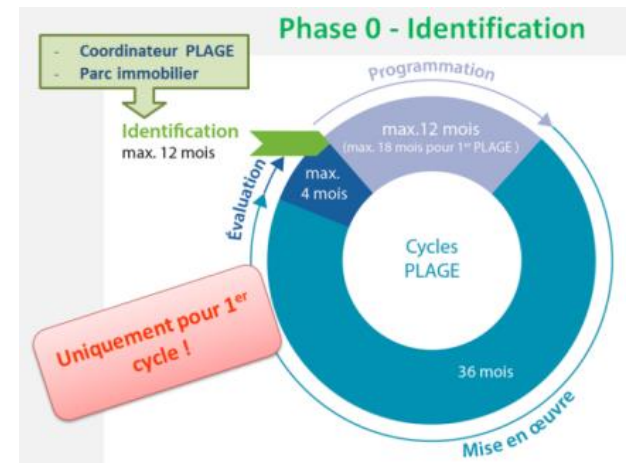 Phase 0 - Identification
- Coordinateur PLAGE
- Parc immobilier
Programmation
Identification
max. 12 mois
max.12 mois
(max. 18 mois pour 1er PLAGE )
max.
4 mois
Évaluation
Cycles
PLAGE
Uniquement pour 1er
cycle !
36 mois
Mise en œuvre